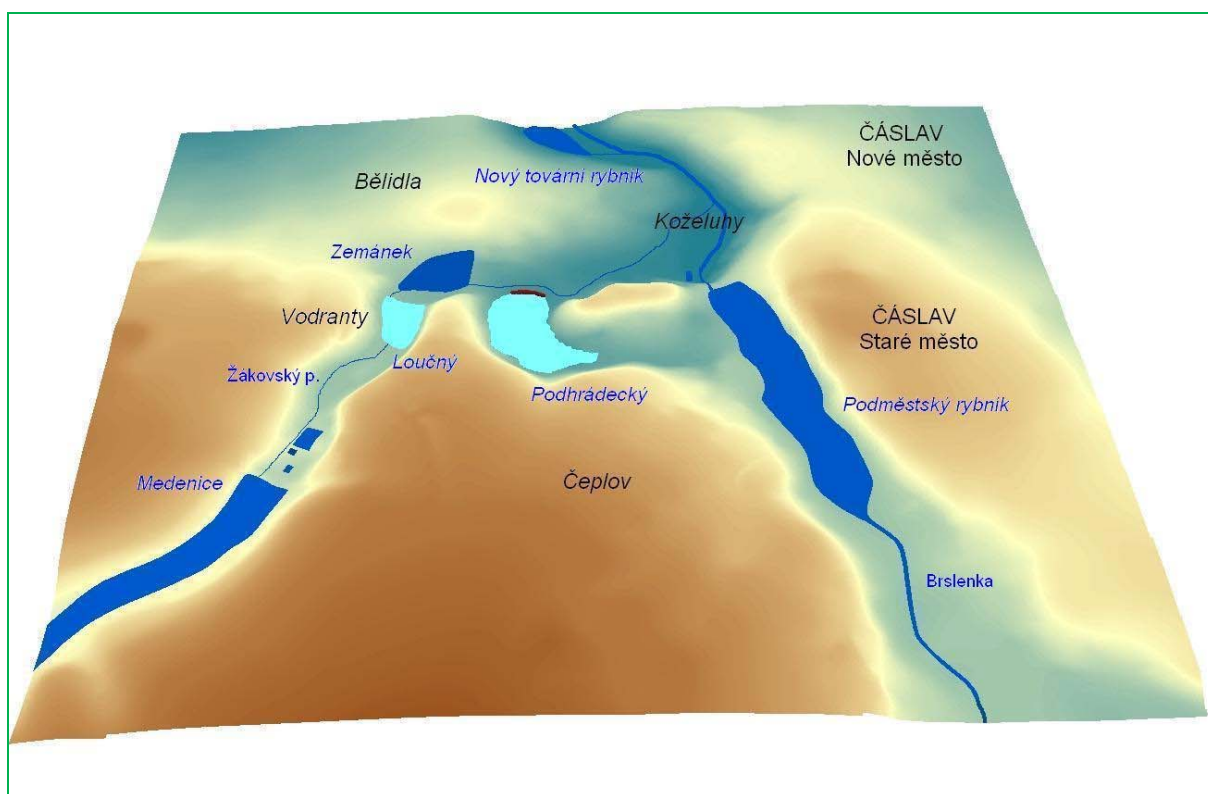 ČÁSLAV
Nové město
Bělidla
Nový tovární rybník
Koželuhy
Zemánek
Vodranty
ČÁSLAV
Staré město
Loučný
Žákovský p.
Podhrádecký
Podměstský rybník
Medenice
Čeplov
Brslenka